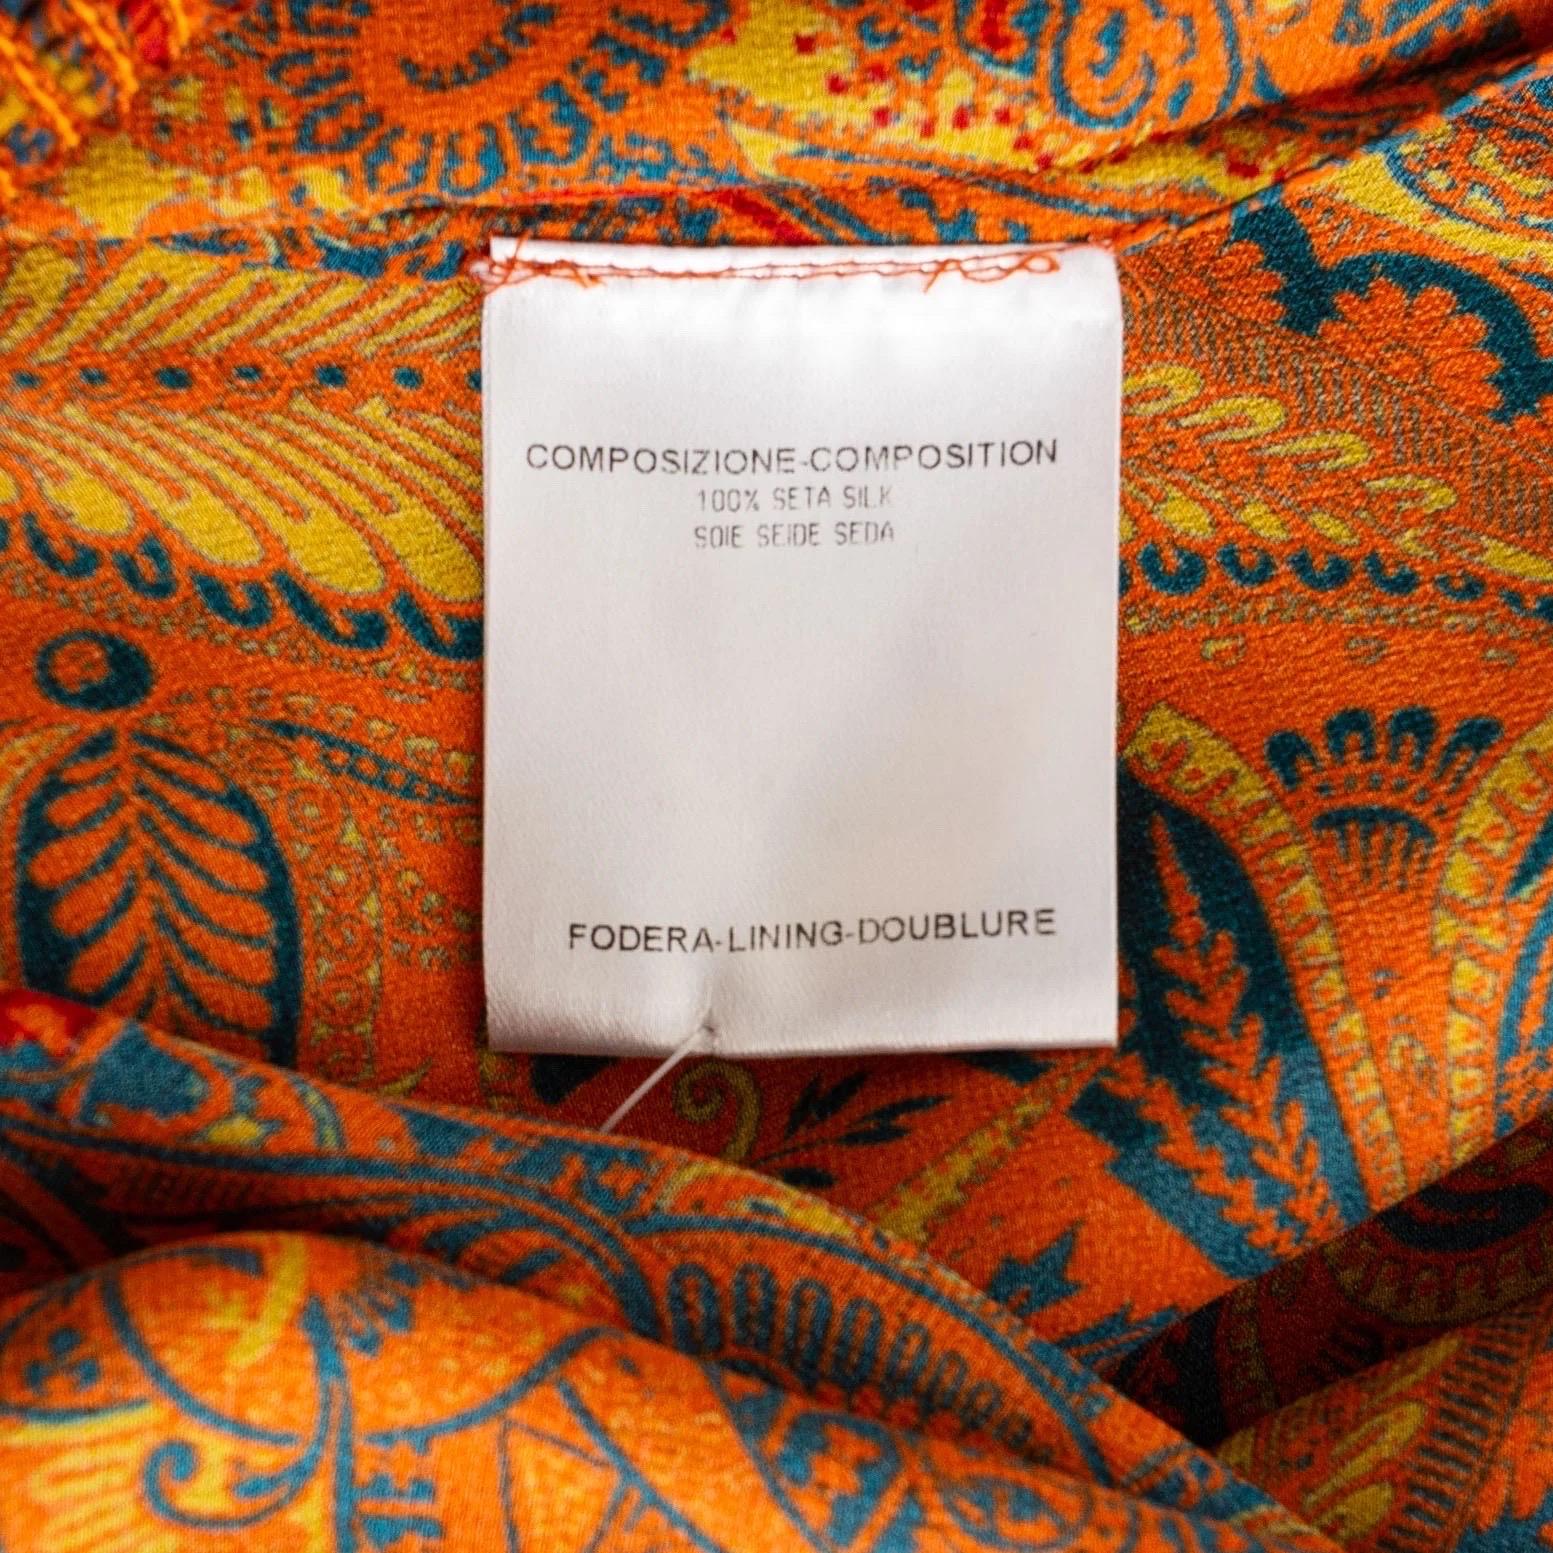 COMPOSIZIONE-COMPOSITION
100% SETA SILK
SOIE SEIDE SEDA
FODERA-LINING-DOUBLURE